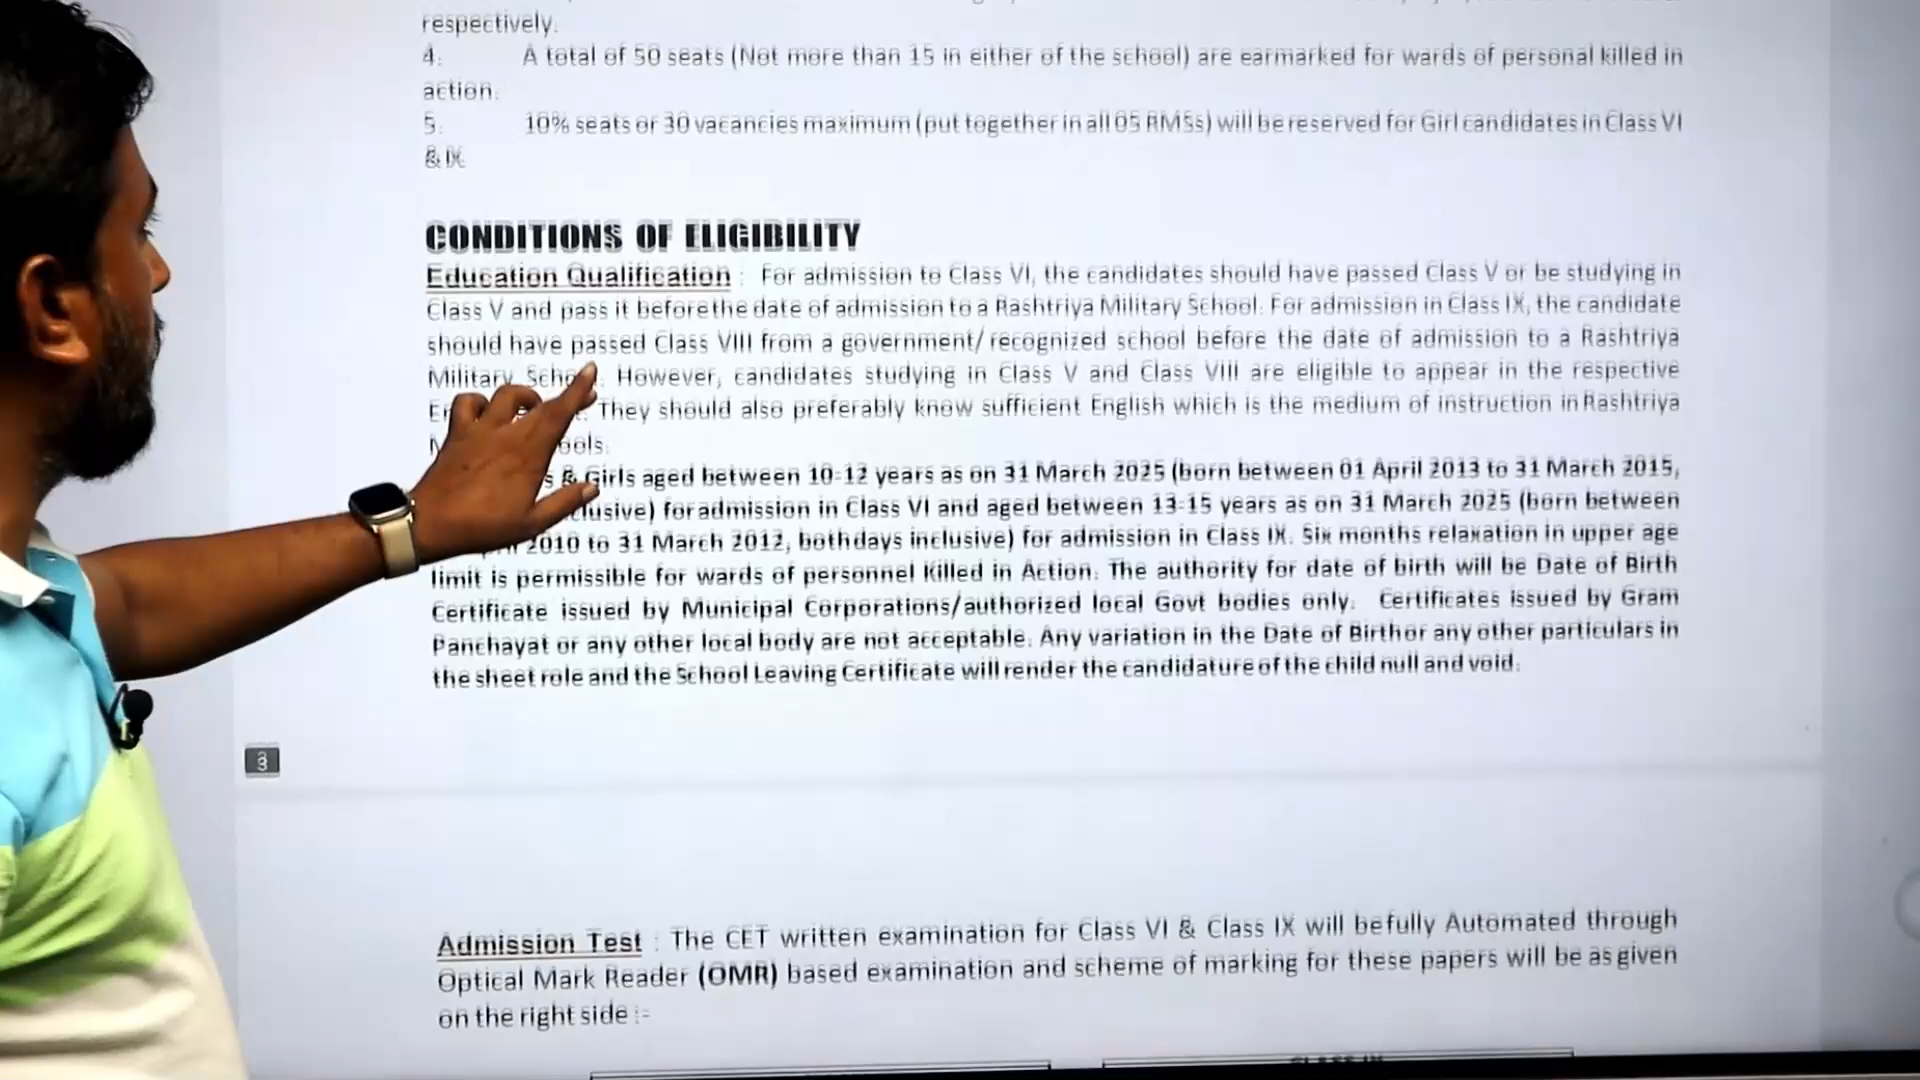 respectively.
4. A total of 50 seats (Not more than 15 in either of the school) are earmarked for wards of personal killed in
action.
5. 10% seats or 30 vacancies maximum (put together in all 05 RMSs) will be reserved for Girl candidates in Class VI
& IX.
CONDITIONS OF ELIGIBILITY
Education Qualification : For admission to Class VI, the candidates should have passed Class V or be studying in
Class V and pass it before the date of admission to a Rashtriya Military School. For admission in Class IX, the candidate
should have passed Class VIII from a government/ recognized school before the date of admission to a Rashtriya
Military School. However, candidates studying in Class V and Class VIII are eligible to appear in the respective
They should also preferably know sufficient English which is the medium of instruction in Rashtriya
ools.
s & Girls aged between 10-12 years as on 31 March 2025 (born between 01 April 2013 to 31 March 2015,
lusive) for admission in Class VI and aged between 13-15 years as on 31 March 2025 (born between
2010 to 31 March 2012, both days inclusive) for admission in Class IX. Six months relaxation in upper age
limit is permissible for wards of personnel Killed in Action. The authority for date of birth will be Date of Birth
Certificate issued by Municipal Corporations/authorized local Govt bodies only. Certificates issued by Gram
Panchayat or any other local body are not acceptable. Any variation in the Date of Birth or any other particulars in
the sheet role and the School Leaving Certificate will render the candidature of the child null and void.
3
Admission Test : The CET written examination for Class VI & Class IX will be fully Automated through
Optical Mark Reader (OMR) based examination and scheme of marking for these papers will be as given
on the right side :-